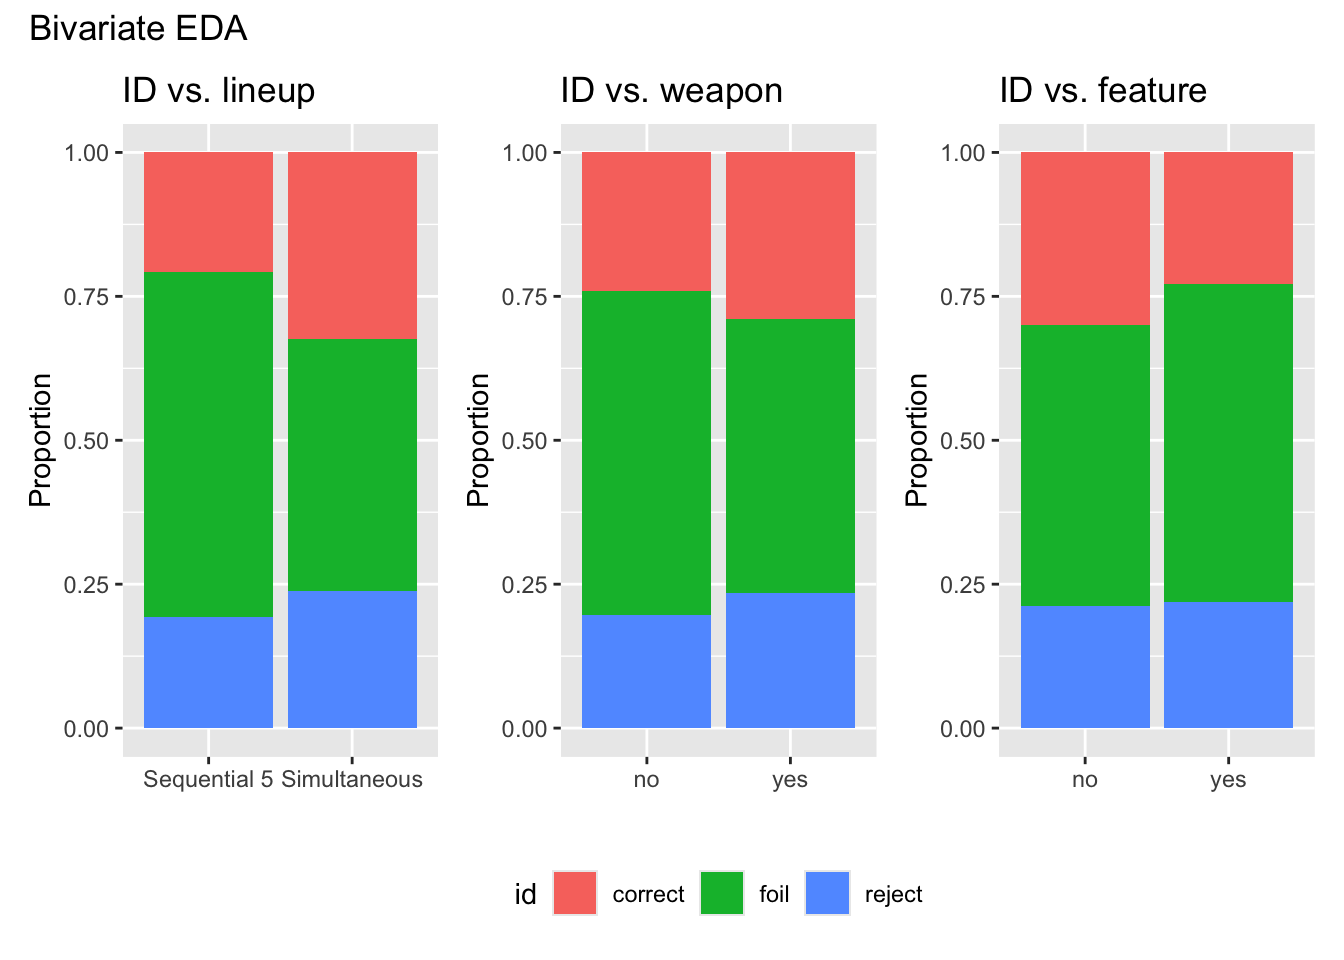 Bivariate EDA
ID vs. lineup
1.00
0.75
0.50
0.25
0.00
Proportion
Sequential 5 Simultaneous
ID vs. weapon
1.00
0.75
0.50
0.25
0.00
Proportion
no yes
ID vs. feature
1.00
0.75
0.50
0.25
0.00
Proportion
no yes
id correct foil reject